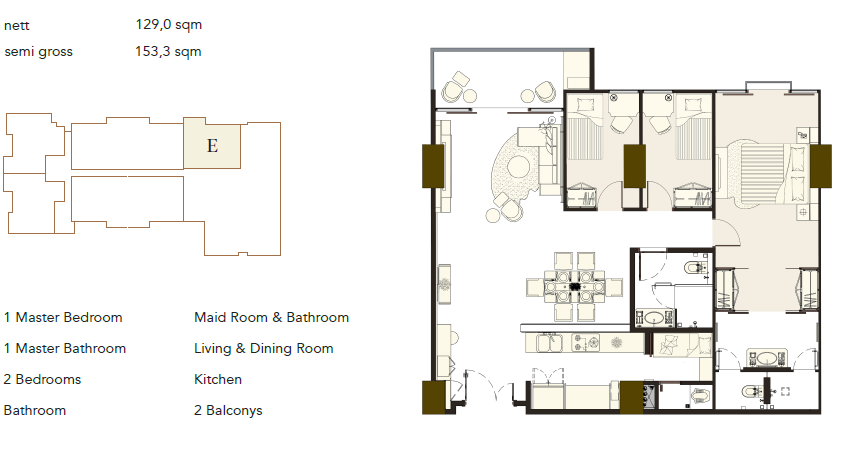 nett 129,0 sqm
semi gross 153,3 sqm
E
1 Master Bedroom Maid Room & Bathroom
1 Master Bathroom Living & Dining Room
2 Bedrooms Kitchen
Bathroom 2 Balconys